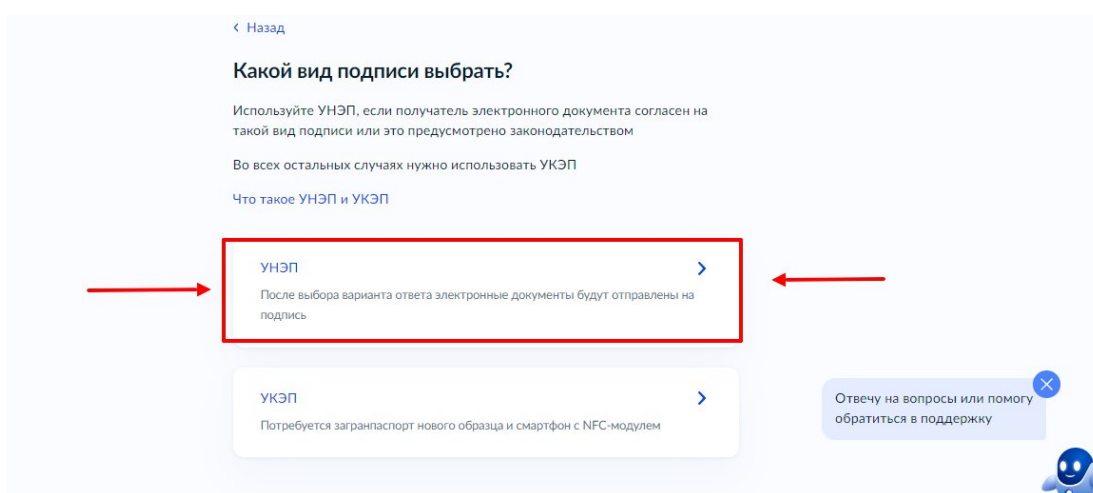 Назад
Какой вид подписи выбрать?
Используйте УНЭП, если получатель электронного документа согласен на
такой вид подписи или это предусмотрено законодательством
Во всех остальных случаях нужно использовать УКЭП
Что такое УНЭП и УКЭП
УНЭП
После выбора варианта ответа электронные документы будут отправлены на
подпись
УКЭП
Потребуется загранпаспорт нового образца и смартфон с NFC-модулем
Отвечу на вопросы или помогу
обратиться в поддержку